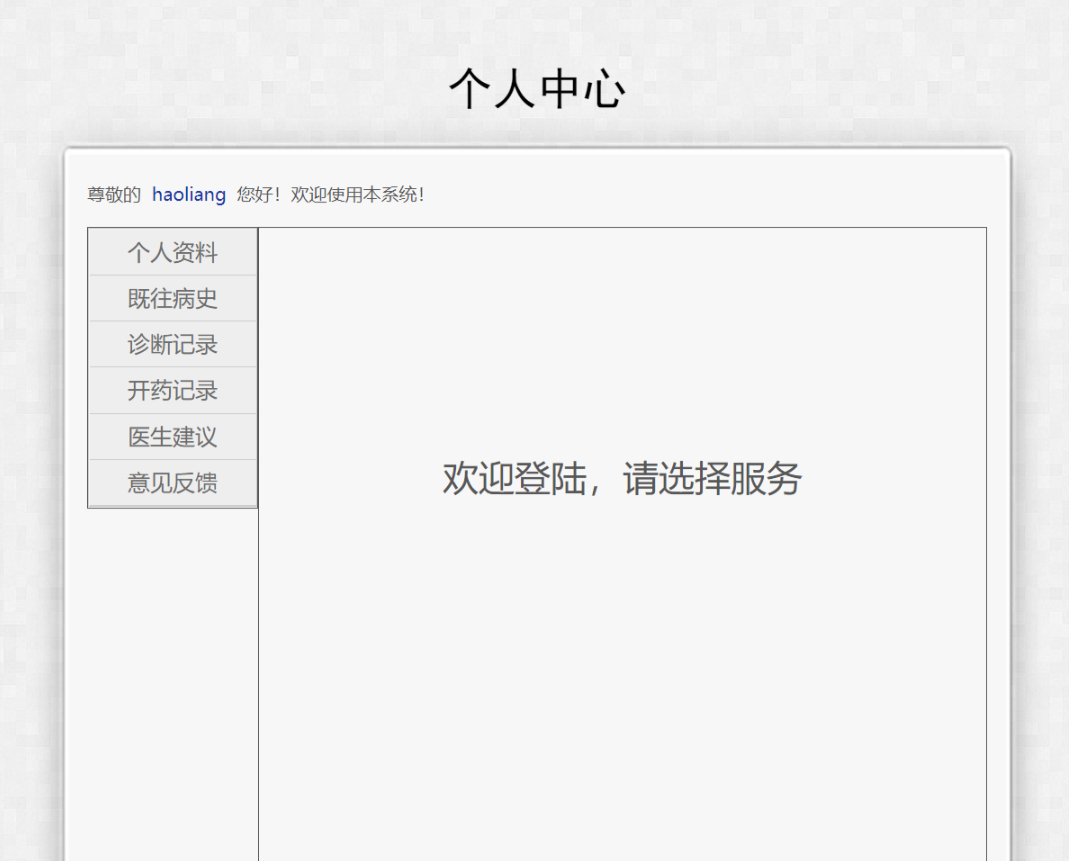 个人中心
尊敬的 haoliang 您好！欢迎使用本系统！
个人资料
既往病史
诊断记录
开药记录
医生建议
意见反馈
欢迎登陆，请选择服务